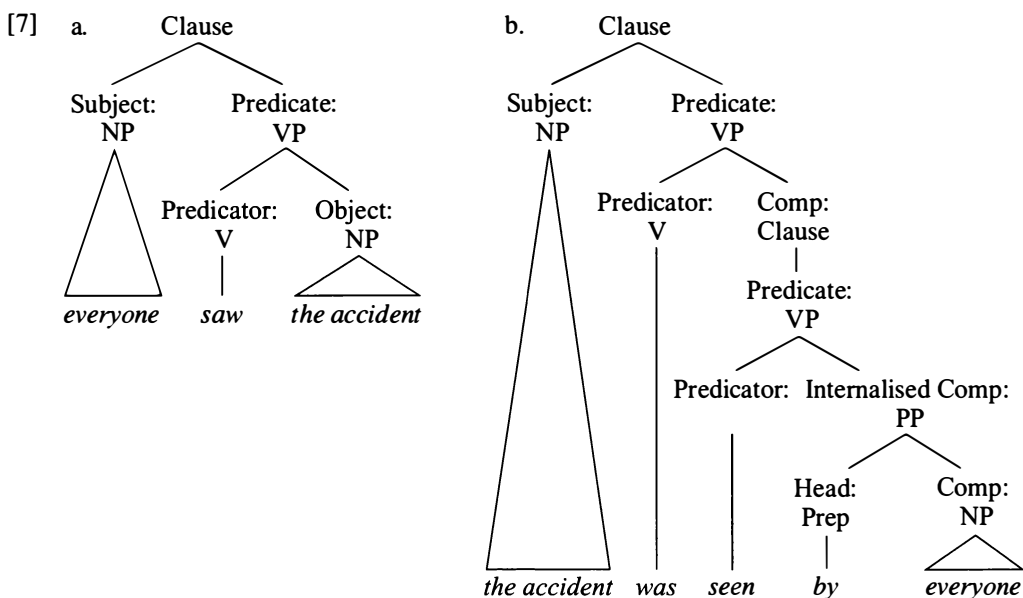 [7] a. Clause
Subject: Predicate:
NP VP
Predicator: Object:
V NP
everyone saw the accident
b. Clause
Subject: Predicate:
NP VP
Predicator: Comp:
V Clause
Predicate:
VP
Predicator: Internalised Comp:
PP
Head: Comp:
Prep NP
the accident was seen by everyone